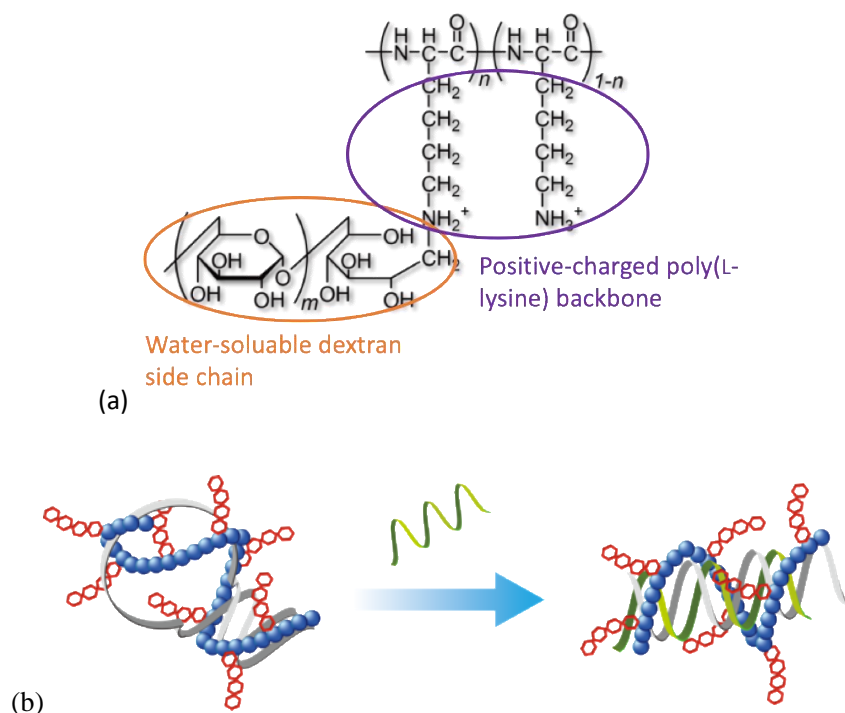 O H O H
( N C C ) n ( N C C ) 1-n
H H
CH2 CH2
CH2 CH2
CH2 CH2
CH2 CH2
NH2+ NH3+
O OH CH2
OH O OH
OH OH m OH OH
Positive-charged poly(L-
lysine) backbone
Water-soluable dextran
side chain
(a)
(b)